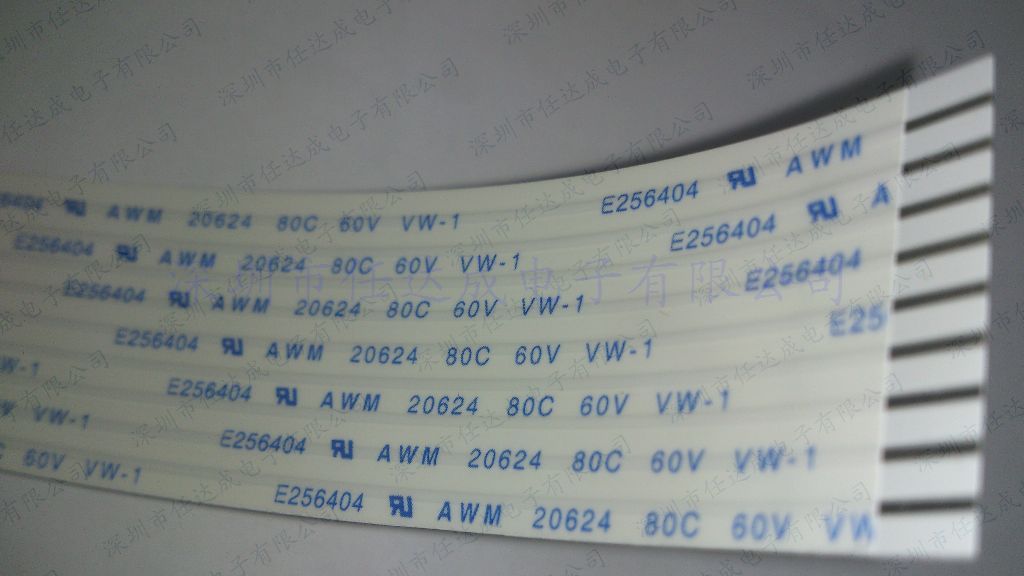 E256404 AWM 20624 80C 60V VW-1 E256404 AWM
E256404 AWM 20624 80C 60V VW-1 E256404 A
E256404 AWM 20624 80C 60V VW-1 E256404
E256404 AWM 20624 80C 60V VW-1 E25
W-1 E256404 AWM 20624 80C 60V VW-1
VW-1 E256404 AWM 20624 80C 60V VW-1
60V VW-1 E256404 AWM 20624 80C 60V VW
深圳市任达成电子有限公司